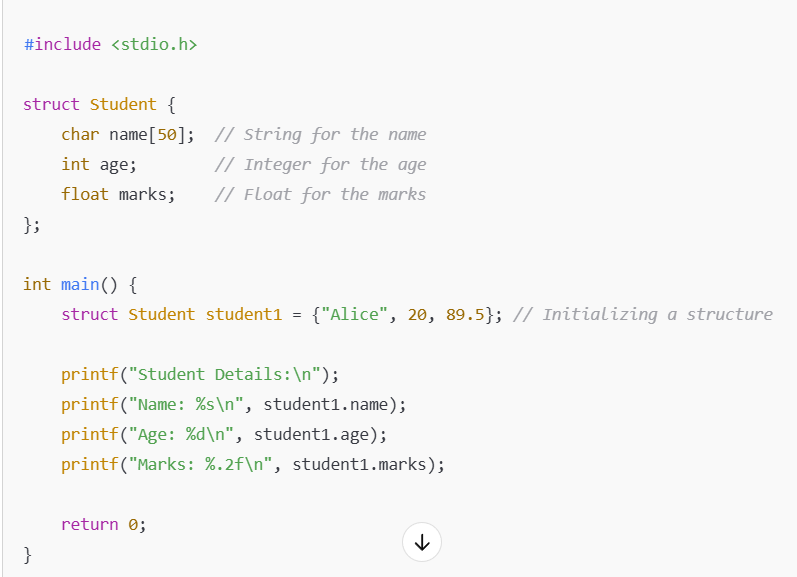 #include <stdio.h>
struct Student {
    char name[50];  // String for the name
    int age;        // Integer for the age
    float marks;    // Float for the marks
};
int main() {
    struct Student student1 = {"Alice", 20, 89.5}; // Initializing a structure
    printf("Student Details:\n");
    printf("Name: %s\n", student1.name);
    printf("Age: %d\n", student1.age);
    printf("Marks: %.2f\n", student1.marks);
    return 0;
}